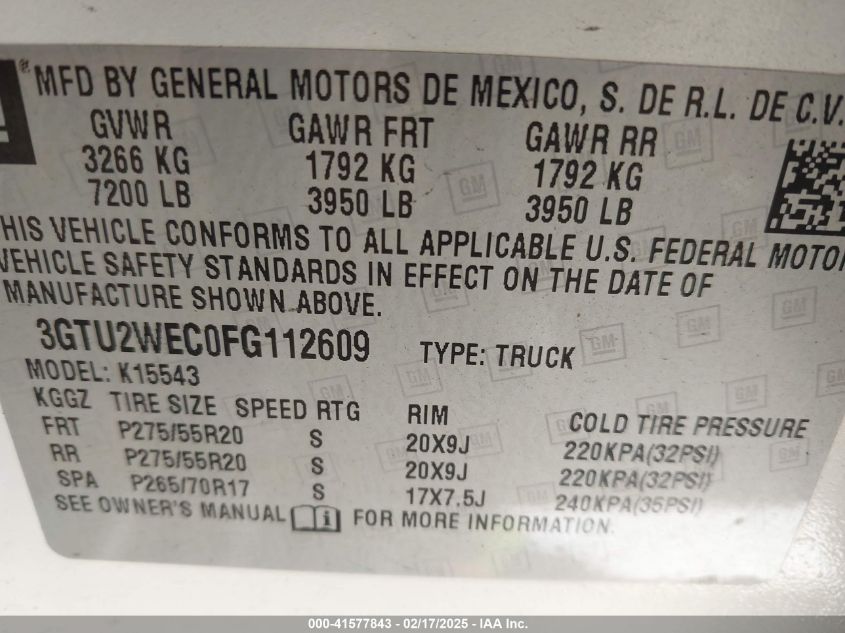 MFD BY GENERAL MOTORS DE MEXICO, S. DE R.L. DE C.V.
GVWR GAWR FRT GAWR RR
3266 KG 1792 KG 1792 KG
7200 LB 3950 LB 3950 LB
HIS VEHICLE CONFORMS TO ALL APPLICABLE U.S. FEDERAL MOTOR
VEHICLE SAFETY STANDARDS IN EFFECT ON THE DATE OF
MANUFACTURE SHOWN ABOVE.
3GTU2WEC0FG112609 TYPE: TRUCK
MODEL: K15543
KGGZ TIRE SIZE SPEED RTG RIM COLD TIRE PRESSURE
FRT P275/55R20 S 20X9J 220KPA(32PSI)
RR P275/55R20 S 20X9J 220KPA(32PSI)
SPA P265/70R17 S 17X7.5J 240KPA(35PSI)
SEE OWNER'S MANUAL FOR MORE INFORMATION.
000-41577843 - 02/17/2025 - IAA Inc.